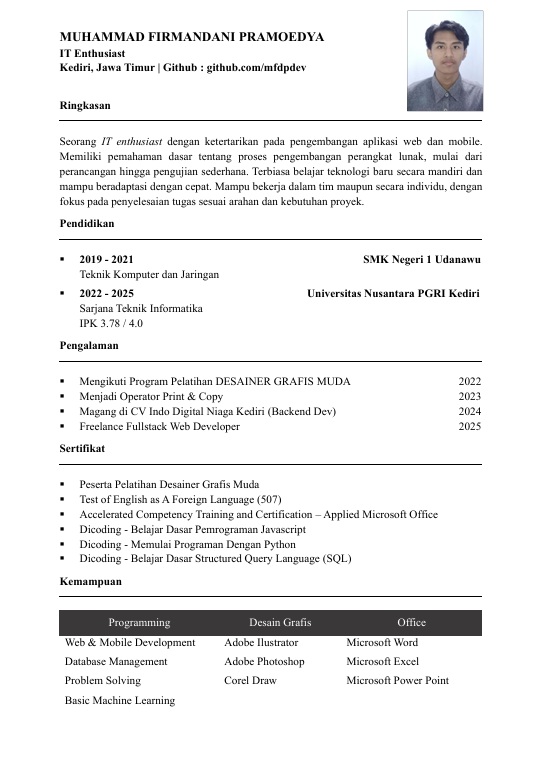 MUHAMMAD FIRMANDANI PRAMOEDYA
IT Enthusiast
Kediri, Jawa Timur | Github : github.com/mfdpdev
Ringkasan
Seorang IT enthusiast dengan ketertarikan pada pengembangan aplikasi web dan mobile.
Memiliki pemahaman dasar tentang proses pengembangan perangkat lunak, mulai dari
perancangan hingga pengujian sederhana. Terbiasa belajar teknologi baru secara mandiri dan
mampu beradaptasi dengan cepat. Mampu bekerja dalam tim maupun secara individu, dengan
fokus pada penyelesaian tugas sesuai arahan dan kebutuhan proyek.
Pendidikan
▪ 2019 - 2021 SMK Negeri 1 Udanawu
Teknik Komputer dan Jaringan
▪ 2022 - 2025 Universitas Nusantara PGRI Kediri
Sarjana Teknik Informatika
IPK 3.78 / 4.0
Pengalaman
▪ Mengikuti Program Pelatihan DESAINER GRAFIS MUDA 2022
▪ Menjadi Operator Print & Copy 2023
▪ Magang di CV Indo Digital Niaga Kediri (Backend Dev) 2024
▪ Freelance Fullstack Web Developer 2025
Sertifikat
▪ Peserta Pelatihan Desainer Grafis Muda
▪ Test of English as A Foreign Language (507)
▪ Accelerated Competency Training and Certification – Applied Microsoft Office
▪ Dicoding - Belajar Dasar Pemrograman Javascript
▪ Dicoding - Memulai Programan Dengan Python
▪ Dicoding - Belajar Dasar Structured Query Language (SQL)
Kemampuan
Programming Desain Grafis Office
Web & Mobile Development Adobe Ilustrator Microsoft Word
Database Management Adobe Photoshop Microsoft Excel
Problem Solving Corel Draw Microsoft Power Point
Basic Machine Learning